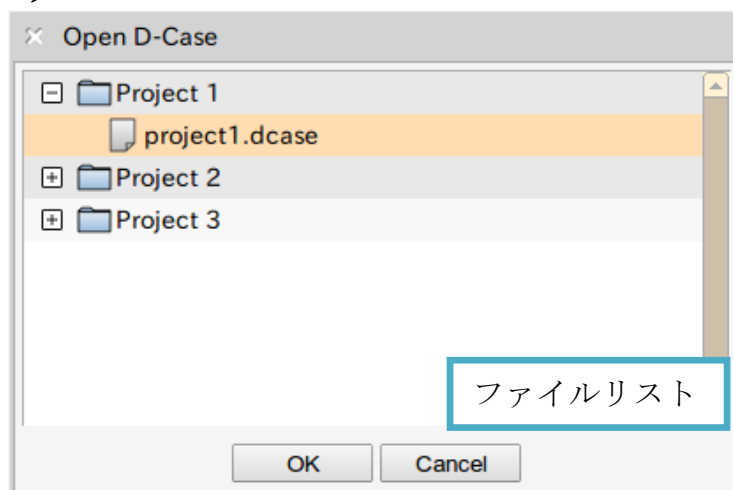 Open D-Case
Project 1
project1.dcase
Project 2
Project 3
ファイルリスト
OK Cancel